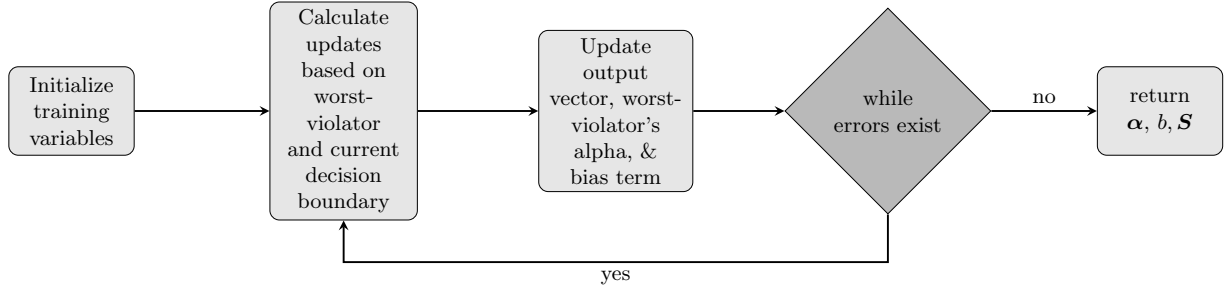 Initialize
training
variables
Calculate
updates
based on
worst-
violator
and current
decision
boundary
Update
output
vector, worst-
violator's
alpha, &
bias term
while
errors exist
no
return
α, b, S
yes